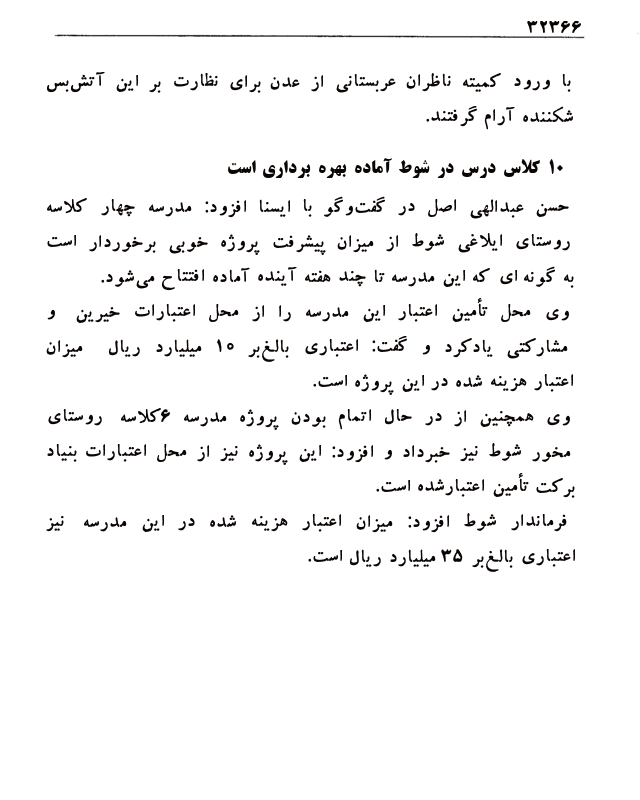 ۳۲۳۶۶
با ورود کمیته ناظران عربستانی از عدن برای نظارت بر این آتش‌بس
شکننده آرام گرفتند.
۱۰ کلاس درس در شوط آماده بهره برداری است
حسن عبدالهی اصل در گفت‌وگو با ایسنا افزود: مدرسه چهار کلاسه
روستای ایلاغی شوط از میزان پیشرفت پروژه خوبی برخوردار است
به گونه ای که این مدرسه تا چند هفته آینده آماده افتتاح می‌شود.
وی محل تأمین اعتبار این مدرسه را از محل اعتبارات خیرین و
مشارکتی یادکرد و گفت: اعتباری بالغ‌بر ۱۰ میلیارد ریال میزان
اعتبار هزینه شده در این پروژه است.
وی همچنین از در حال اتمام بودن پروژه مدرسه ۶کلاسه روستای
مخور شوط نیز خبرداد و افزود: این پروژه نیز از محل اعتبارات بنیاد
برکت تأمین اعتبارشده است.
فرماندار شوط افزود: میزان اعتبار هزینه شده در این مدرسه نیز
اعتباری بالغ‌بر ۳۵ میلیارد ریال است.